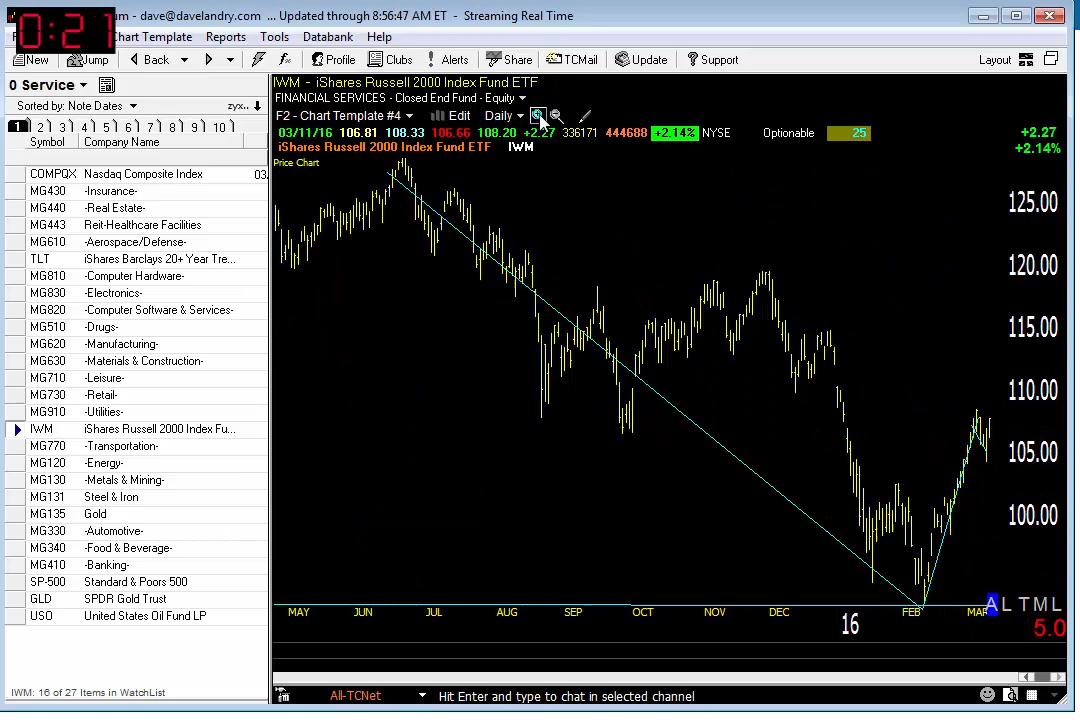 0:21
um - dave@davelandry.com ... Updated through 8:56:47 AM ET - Streaming Real Time
Chart Template Reports Tools Databank Help
New Jump Back Profile Clubs Alerts Share TCMail Update Support Layout
0 Service
Sorted by: Note Dates zyx..
1 2 3 4 5 6 7 8 9 10
Symbol Company Name
COMPQX Nasdaq Composite Index 03.
MG430 -Insurance-
MG440 -Real Estate-
MG443 Reit-Healthcare Facilities
MG610 -Aerospace/Defense-
TLT iShares Barclays 20+ Year Tre...
MG810 -Computer Hardware-
MG830 -Electronics-
MG820 -Computer Software & Services-
MG510 -Drugs-
MG620 -Manufacturing-
MG630 -Materials & Construction-
MG710 -Leisure-
MG730 -Retail-
MG910 -Utilities-
IWM iShares Russell 2000 Index Fu...
MG770 -Transportation-
MG120 -Energy-
MG130 -Metals & Mining-
MG131 Steel & Iron
MG135 Gold
MG330 -Automotive-
MG340 -Food & Beverage-
MG410 -Banking-
SP-500 Standard & Poors 500
GLD SPDR Gold Trust
USO United States Oil Fund LP
IWM: 16 of 27 Items in WatchList
IWM - iShares Russell 2000 Index Fund ETF
FINANCIAL SERVICES - Closed End Fund - Equity
F2 - Chart Template #4 Edit Daily
03/11/16 106.81 108.33 106.66 108.20 +2.27 336171 444688 +2.14% NYSE Optionable 25 +2.27
iShares Russell 2000 Index Fund ETF IWM +2.14%
Price Chart
125.00
120.00
115.00
110.00
105.00
100.00
MAY JUN JUL AUG SEP OCT NOV DEC 16 FEB MAR
A L T M L
5.0
All-TCNet Hit Enter and type to chat in selected channel